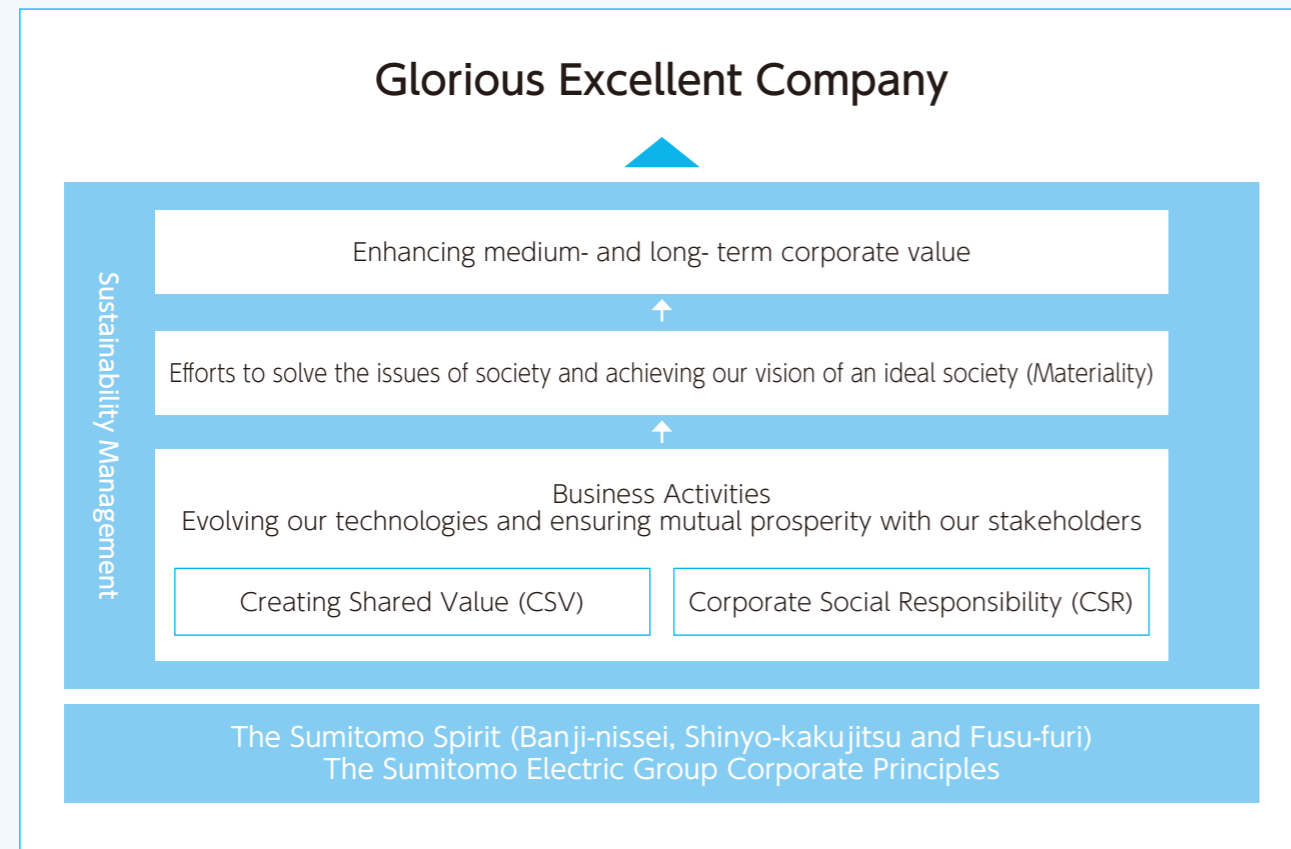 Glorious Excellent Company
Sustainability Management
Enhancing medium- and long- term corporate value
Efforts to solve the issues of society and achieving our vision of an ideal society (Materiality)
Business Activities
Evolving our technologies and ensuring mutual prosperity with our stakeholders
Creating Shared Value (CSV)
Corporate Social Responsibility (CSR)
The Sumitomo Spirit (Banji-nissei, Shinyo-kakujitsu and Fusu-furi)
The Sumitomo Electric Group Corporate Principles